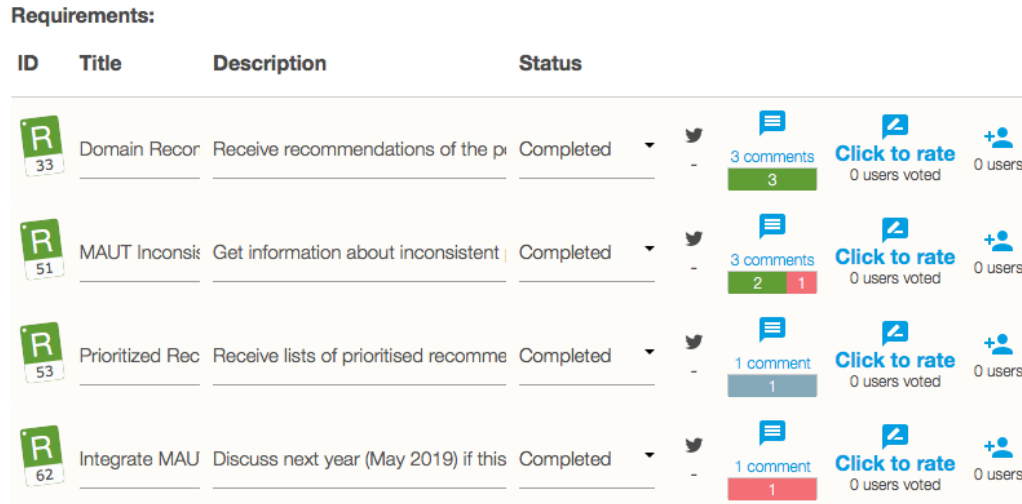 Requirements:
ID Title Description Status
R 33 Domain Recor Receive recommendations of the p Completed - 3 comments 3 Click to rate 0 users voted 0 users
R 51 MAUT Inconsis Get information about inconsistent Completed - 3 comments 2 1 Click to rate 0 users voted 0 users
R 53 Prioritized Rec Receive lists of prioritised recomme Completed - 1 comment 1 Click to rate 0 users voted 0 users
R 62 Integrate MAU Discuss next year (May 2019) if this Completed - 1 comment 1 Click to rate 0 users voted 0 users